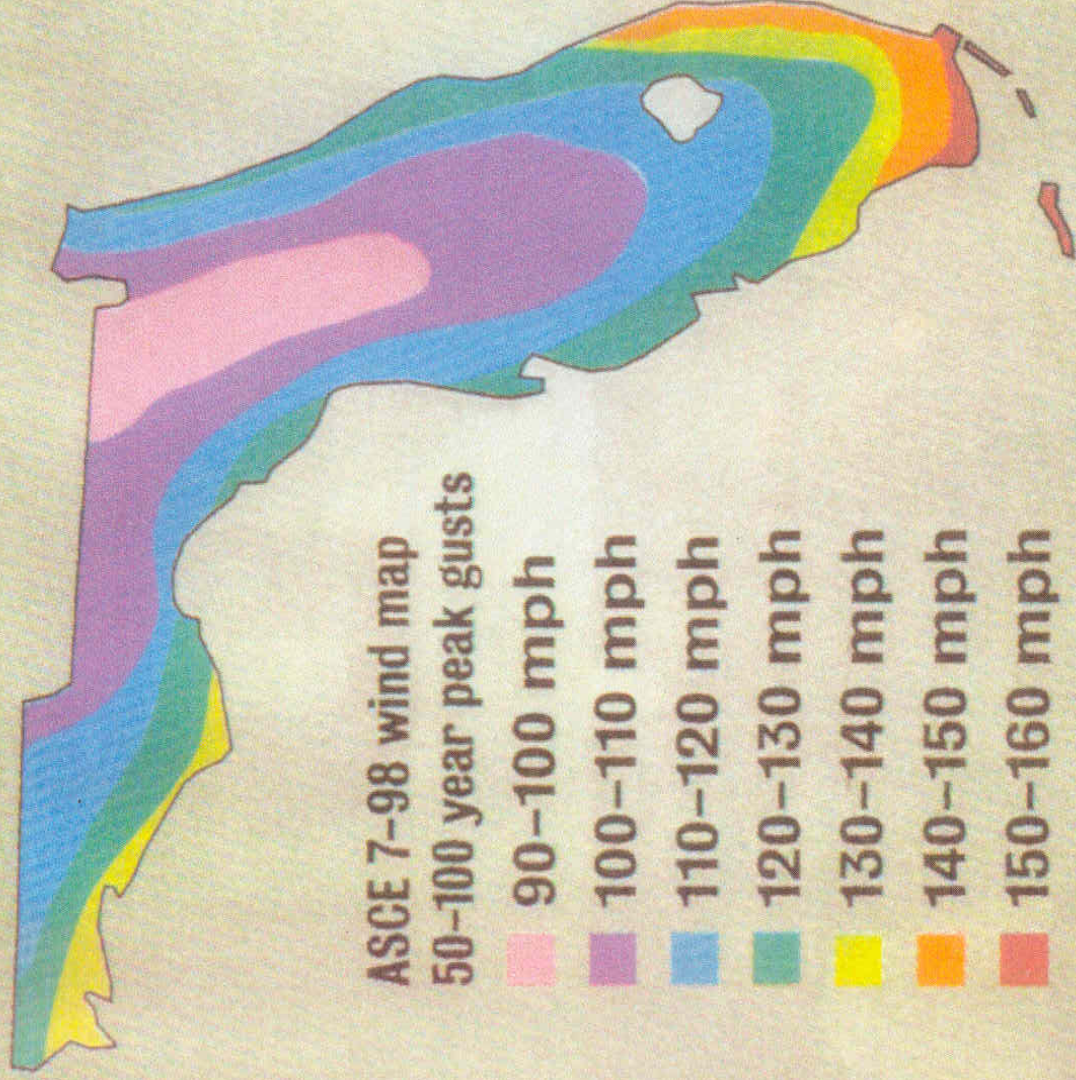 ASCE 7-98 wind map
50-100 year peak gusts
90-100 mph
100-110 mph
110-120 mph
120-130 mph
130-140 mph
140-150 mph
150-160 mph